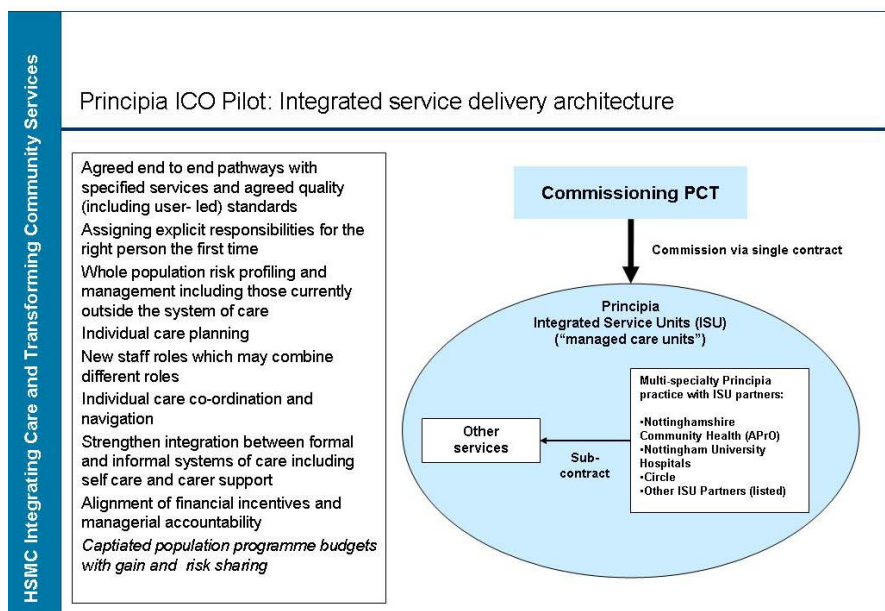 HSMC Integrating Care and Transforming Community Services
Principia ICO Pilot: Integrated service delivery architecture
Agreed end to end pathways with
specified services and agreed quality
(including user- led) standards
Assigning explicit responsibilities for the
right person the first time
Whole population risk profiling and
management including those currently
outside the system of care
Individual care planning
New staff roles which may combine
different roles
Individual care co-ordination and
navigation
Strengthen integration between formal
and informal systems of care including
self care and carer support
Alignment of financial incentives and
managerial accountability
Captiated population programme budgets
with gain and risk sharing
Commissioning PCT
Commission via single contract
Principia
Integrated Service Units (ISU)
("managed care units")
Multi-specialty Principia
practice with ISU partners:
•Nottinghamshire
Community Health (APrO)
•Nottingham University
Hospitals
•Circle
•Other ISU Partners (listed)
Other
services
Sub-
contract